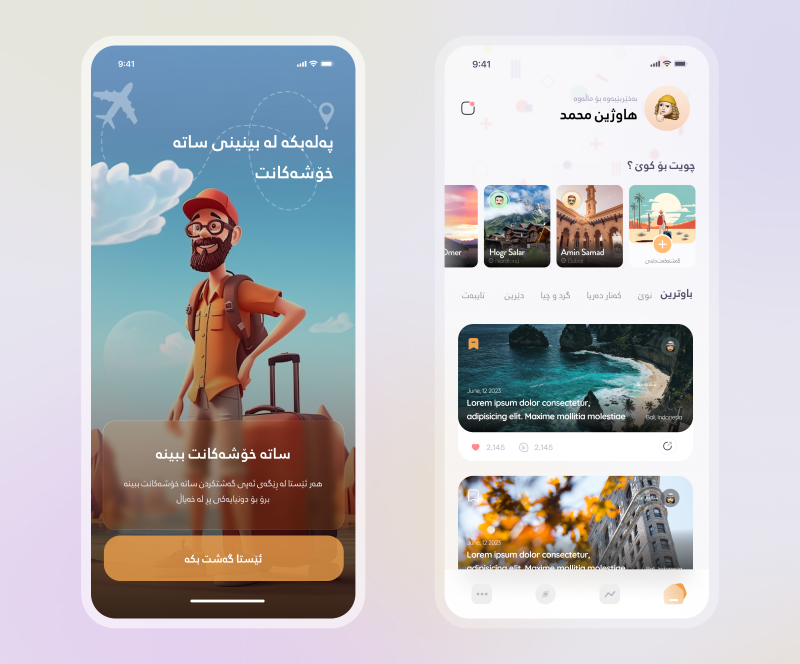 9:41
پەلەبکە لە بینینی ساتە
خۆشەکانت
ساتە خۆشەکانت ببینە
هەر ئێستا لە ڕێگەی ئەپی گەشتکردن ساتە خۆشەکانت ببینە
برۆ بۆ دونیایەکی پڕ لە خەیاڵ
ئێستا گەشت بکە
9:41
بەخێربێیەوە بۆ ماڵەوە
هاوژین محمد
چویت بۆ کوێ ؟
Omer
Hogr Salar
Amin Samad
Dubai
باوترین نوێ کەنار دەریا گرد و چیا دێرین تایبەت
June, 12 2023
Lorem ipsum dolor consectetur,
adipisicing elit. Maxime mollitia molestiae
Bali, Indonesia
2,145
2,145
June, 12 2023
Lorem ipsum dolor consectetur,
adipisicing elit. Maxime mollitia molestiae